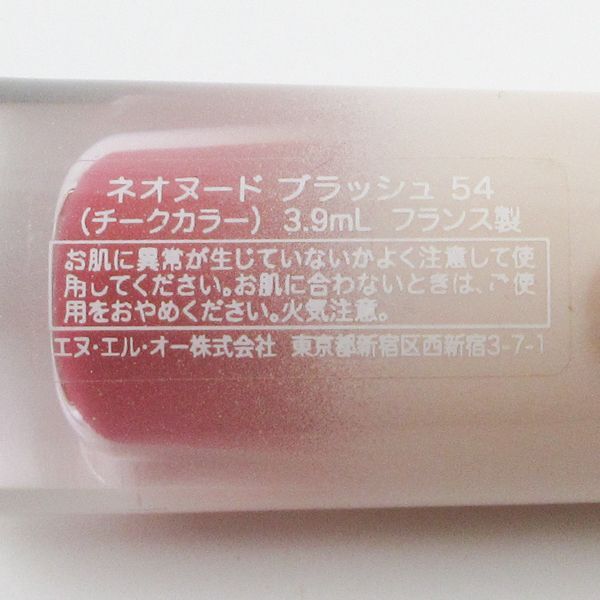 ネオヌード ブラッシュ 54
（チークカラー） 3.9mL フランス製
お肌に異常が生じていないかよく注意して使
用してください。お肌に合わないときは、ご使
用をおやめください。火気注意。
エヌ・エル・オー株式会社 東京都新宿区西新宿3-7-1